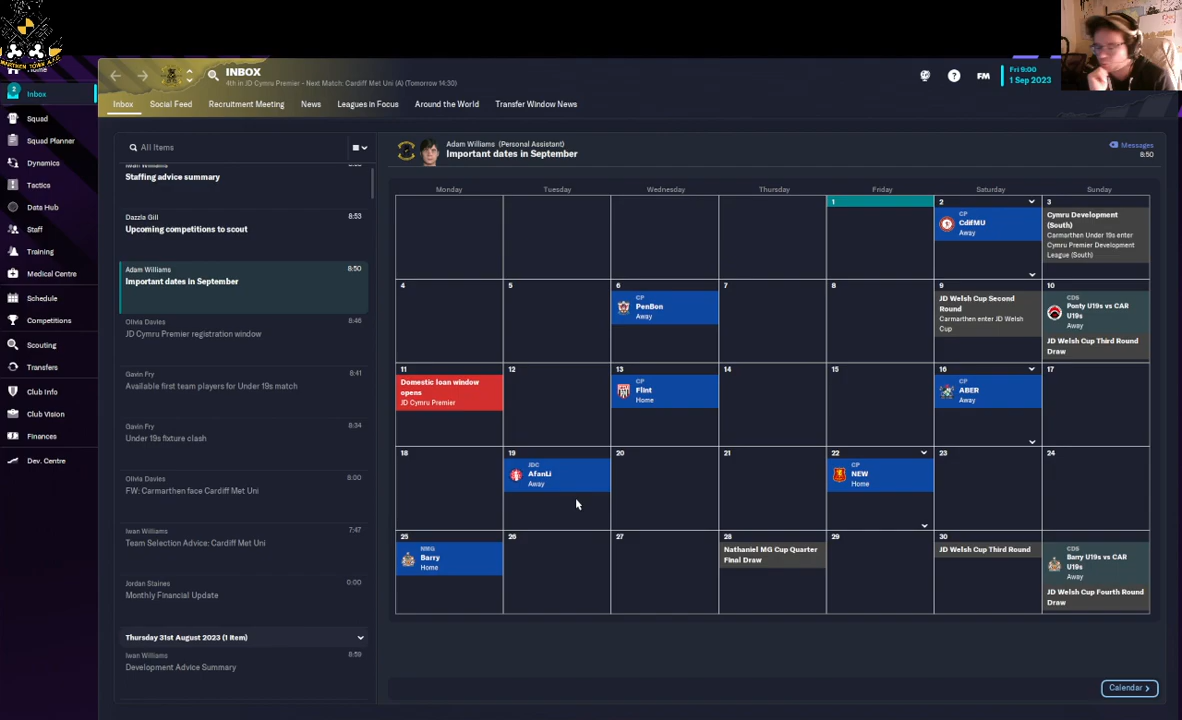 CARMARTHEN TOWN A.F.C.
Home
2
Inbox
Squad
Squad Planner
Dynamics
Tactics
Data Hub
Staff
Training
Medical Centre
Schedule
Competitions
Scouting
Transfers
Club Info
Club Vision
Finances
Dev. Centre
INBOX
4th in JD Cymru Premier - Next Match: Cardiff Met Uni (A) (Tomorrow 14:30)
FM
Fri 9:00
1 Sep 2023
Inbox
Social Feed
Recruitment Meeting
News
Leagues in Focus
Around the World
Transfer Window News
All Items
Iwan Williams
Staffing advice summary
Dazzla Gill 8:53
Upcoming competitions to scout
Adam Williams 8:50
Important dates in September
Olivia Davies 8:46
JD Cymru Premier registration window
Gavin Fry 8:41
Available first team players for Under 19s match
Gavin Fry 8:34
Under 19s fixture clash
Olivia Davies 8:00
FW: Carmarthen face Cardiff Met Uni
Iwan Williams 7:47
Team Selection Advice: Cardiff Met Uni
Jordan Staines 0:00
Monthly Financial Update
Thursday 31st August 2023 (1 Item)
Iwan Williams 8:59
Development Advice Summary
Adam Williams (Personal Assistant)
Important dates in September
Messages
8:50
Monday Tuesday Wednesday Thursday Friday Saturday Sunday
1
2
CP
CdifMU
Away
3
Cymru Development
(South)
Carmarthen Under 19s enter
Cymru Premier Development
League (South)
4
5
6
CP
PenBon
Away
7
8
9
JD Welsh Cup Second
Round
Carmarthen enter JD Welsh
Cup
10
CDS
Ponty U19s vs CAR
U19s
Away
JD Welsh Cup Third Round
Draw
11
Domestic loan window
opens
JD Cymru Premier
12
13
CP
Flint
Home
14
15
16
CP
ABER
Away
17
18
19
JDC
AfanLi
Away
20
21
22
CP
NEW
Home
23
24
25
NMG
Barry
Home
26
27
28
Nathaniel MG Cup Quarter
Final Draw
29
30
JD Welsh Cup Third Round
CDS
Barry U19s vs CAR
U19s
Away
JD Welsh Cup Fourth Round
Draw
Calendar